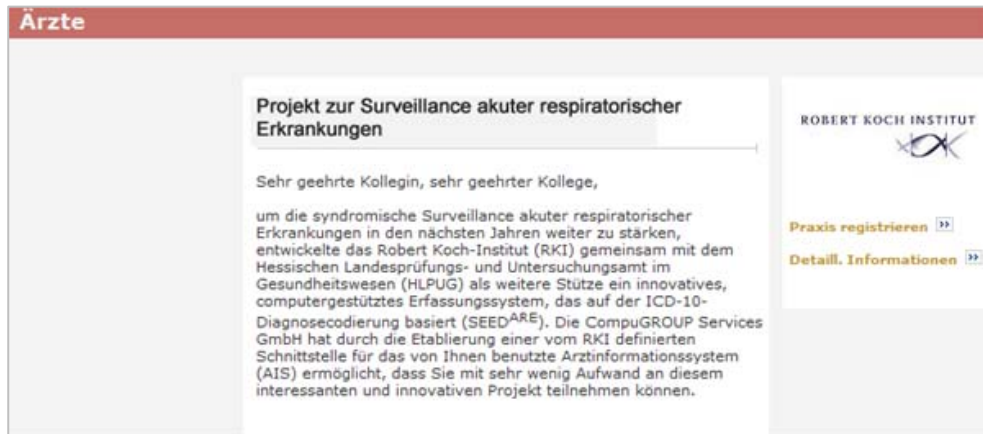 Ärzte
Projekt zur Surveillance akuter respiratorischer
Erkrankungen
Sehr geehrte Kollegin, sehr geehrter Kollege,
um die syndromische Surveillance akuter respiratorischer
Erkrankungen in den nächsten Jahren weiter zu stärken,
entwickelte das Robert Koch-Institut (RKI) gemeinsam mit dem
Hessischen Landesprüfungs- und Untersuchungsamt im
Gesundheitswesen (HLPUG) als weitere Stütze ein innovatives,
computergestütztes Erfassungssystem, das auf der ICD-10-
Diagnosecodierung basiert (SEEDARE). Die CompuGROUP Services
GmbH hat durch die Etablierung einer vom RKI definierten
Schnittstelle für das von Ihnen benutzte Arztinformationssystem
(AIS) ermöglicht, dass Sie mit sehr wenig Aufwand an diesem
interessanten und innovativen Projekt teilnehmen können.
ROBERT KOCH INSTITUT
Praxis registrieren
Detaill. Informationen